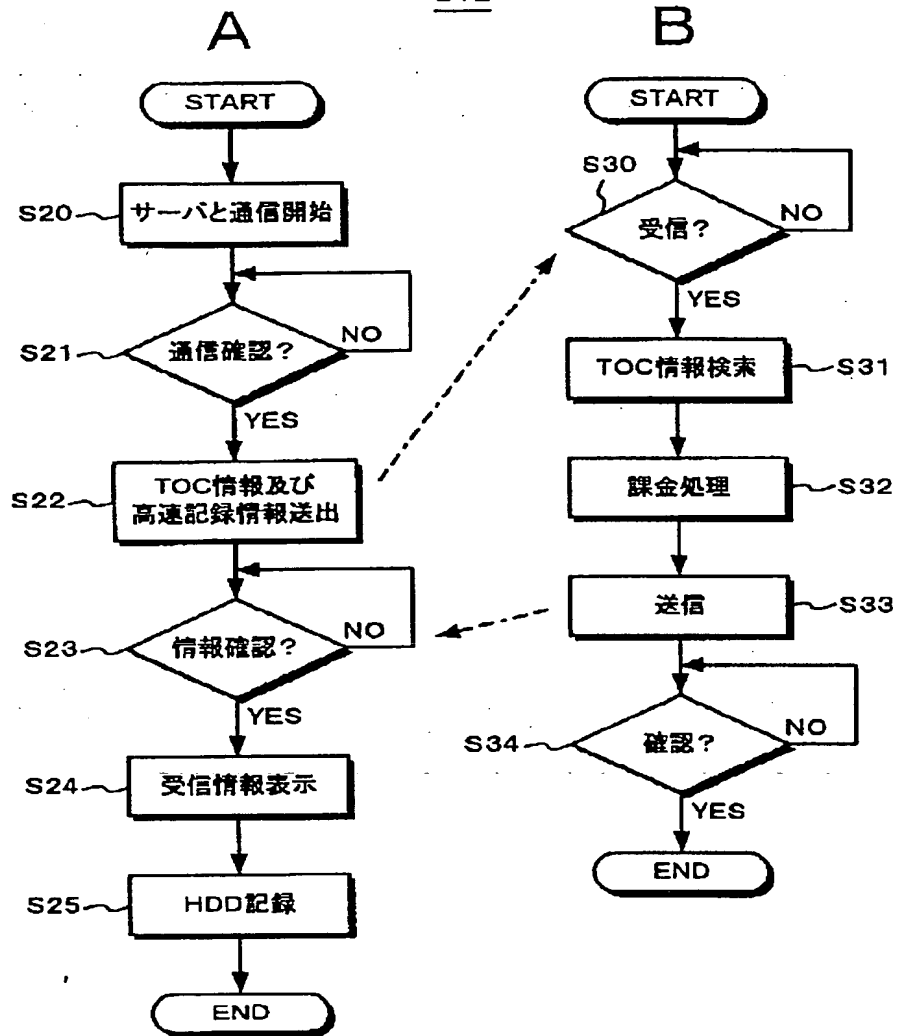 A
START
S20
サーバと通信開始
S21
通信確認?
NO
YES
S22
TOC情報及び
高速記録情報送出
S23
情報確認?
NO
YES
S24
受信情報表示
S25
HDD記録
END
B
START
S30
受信?
NO
YES
TOC情報検索
S31
課金処理
S32
送信
S33
S34
確認?
NO
YES
END